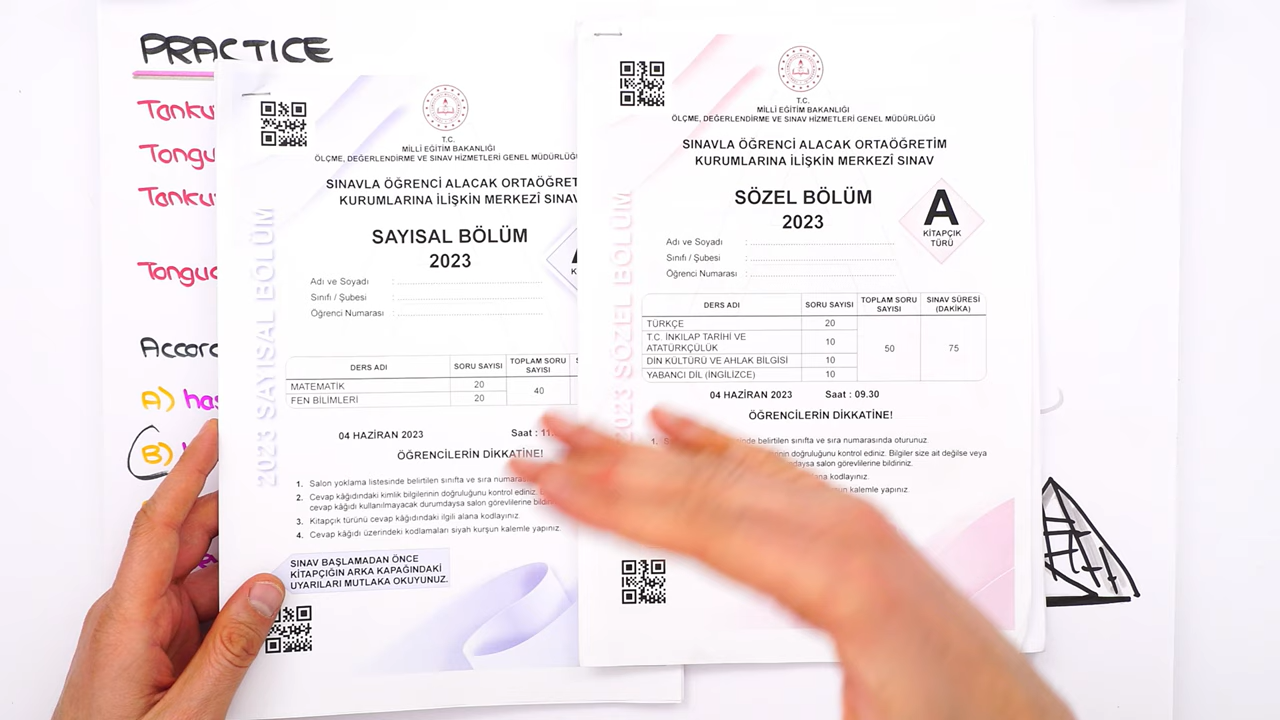 PRACTICE
Tanku
Tongu
Tanku
Tongu
Accor
A) has
B)
T.C.
MİLLİ EĞİTİM BAKANLIĞI
ÖLÇME, DEĞERLENDİRME VE SINAV HİZMETLERİ GENEL MÜDÜRLÜĞÜ
SINAVLA ÖĞRENCİ ALACAK ORTAÖĞRET
KURUMLARINA İLİŞKİN MERKEZİ SINAV
SAYISAL BÖLÜM
2023
2023 SAYISAL BÖLÜM
Adı ve Soyadı :
Sınıfı / Şubesi :
Öğrenci Numarası :
DERS ADI SORU SAYISI TOPLAM SORU SAYISI
MATEMATİK 20 40
FEN BİLİMLERİ 20
04 HAZİRAN 2023 Saat : 11.
ÖĞRENCİLERİN DİKKATİNE!
1. Salon yoklama listesinde belirtilen sınıfta ve sıra
2. Cevap kâğıdındaki kimlik bilgilerinin doğruluğunu kontrol ediniz.
cevap kâğıdı kullanılmayacak durumdaysa salon görevlilerine
3. Kitapçık türünü cevap kâğıdındaki ilgili alana kodlayınız.
4. Cevap kâğıdı üzerindeki kodlamaları siyah kurşun kalemle yapınız.
SINAV BAŞLAMADAN ÖNCE
KİTAPÇIĞIN ARKA KAPAĞINDAKİ
UYARILARI MUTLAKA OKUYUNUZ.
T.C.
MİLLİ EĞİTİM BAKANLIĞI
ÖLÇME, DEĞERLENDİRME VE SINAV HİZMETLERİ GENEL MÜDÜRLÜĞÜ
SINAVLA ÖĞRENCİ ALACAK ORTAÖĞRETİM
KURUMLARINA İLİŞKİN MERKEZİ SINAV
SÖZEL BÖLÜM
2023
A
KİTAPÇIK
TÜRÜ
2023 SÖZEL BÖLÜM
Adı ve Soyadı :
Sınıfı / Şubesi :
Öğrenci Numarası :
DERS ADI SORU SAYISI TOPLAM SORU SAYISI SINAV SÜRESİ (DAKİKA)
TÜRKÇE 20 50 75
T.C. İNKILAP TARİHİ VE
ATATÜRKÇÜLÜK 10
DİN KÜLTÜRÜ VE AHLAK BİLGİSİ 10
YABANCI DİL (İNGİLİZCE) 10
04 HAZİRAN 2023 Saat : 09.30
ÖĞRENCİLERİN DİKKATİNE!
1. belirtilen sınıfta ve sıra numarasında oturunuz.
doğruluğunu kontrol ediniz. Bilgiler size ait değilse veya
salon görevlilerine bildiriniz.
alana kodlayınız.
kurşun kalemle yapınız.